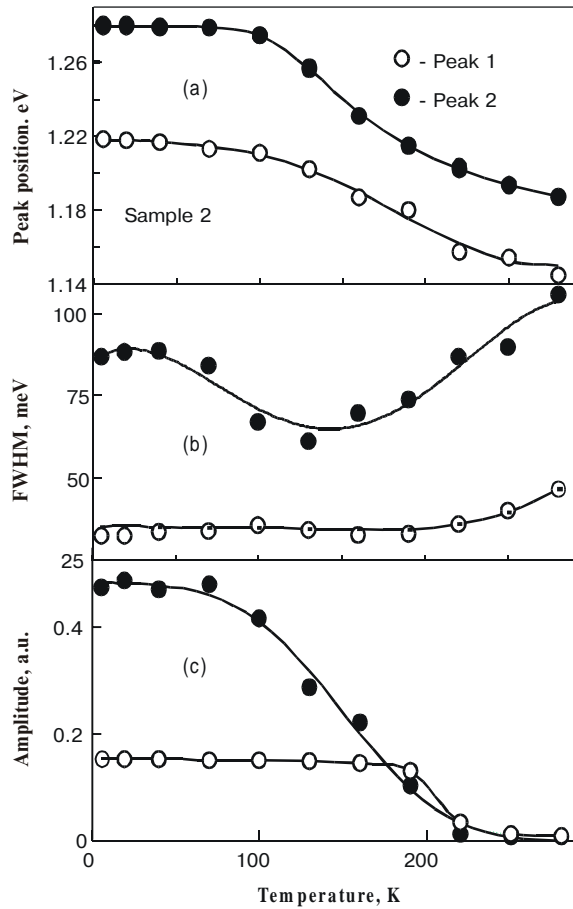 1.26
1.22
1.18
1.14
Peak position. eV
(a)
- Peak 1
- Peak 2
Sample 2
100
75
50
25
FWHM, meV
(b)
0.4
0.2
0
Amplitude, a.u.
(c)
0 100 200
Temperature, K